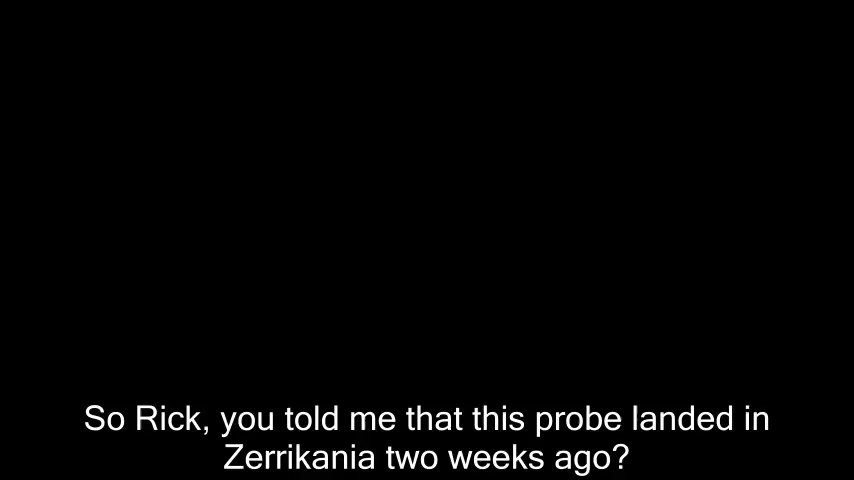 So Rick, you told me that this probe landed in
Zerrikania two weeks ago?